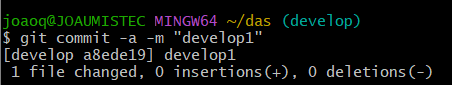 joaoq@JOAUMISTEC MINGW64 ~/das (develop)
$ git commit -a -m "develop1"
[develop a8ede19] develop1
 1 file changed, 0 insertions(+), 0 deletions(-)